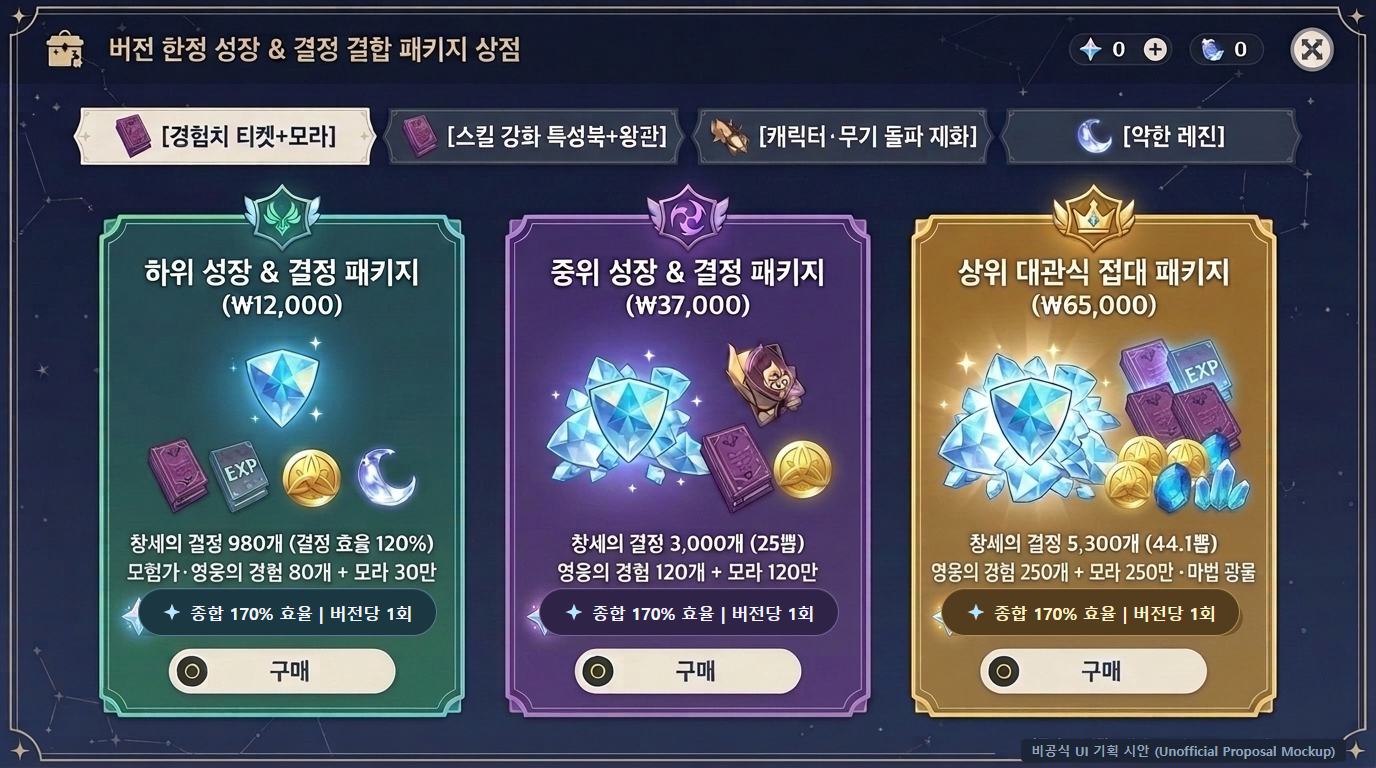 버전 한정 성장 & 결정 결합 패키지 상점
0
0
[경험치 티켓+모라]
[스킬 강화 특성북+왕관]
[캐릭터·무기 돌파 재화]
[약한 레진]
하위 성장 & 결정 패키지
(₩12,000)
EXP
창세의 결정 980개 (결정 효율 120%)
모험가·영웅의 경험 80개 + 모라 30만
종합 170% 효율 | 버전당 1회
구매
중위 성장 & 결정 패키지
(₩37,000)
창세의 결정 3,000개 (25뽑)
영웅의 경험 120개 + 모라 120만
종합 170% 효율 | 버전당 1회
구매
상위 대관식 접대 패키지
(₩65,000)
EXP
창세의 결정 5,300개 (44.1뽑)
영웅의 경험 250개 + 모라 250만·마법 광물
종합 170% 효율 | 버전당 1회
구매
비공식 UI 기획 시안 (Unofficial Proposal Mockup)